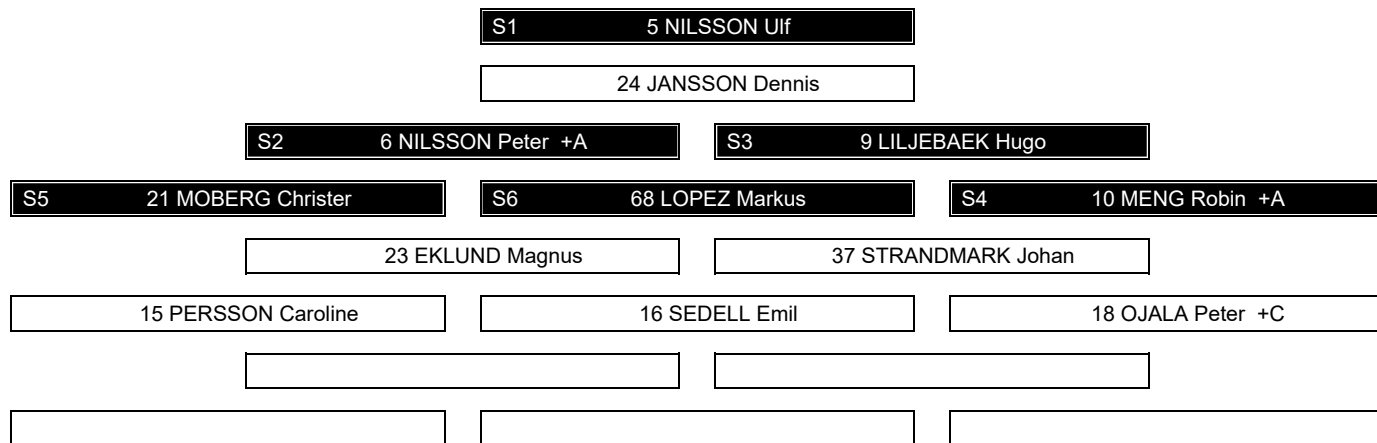 S1 5 NILSSON Ulf
24 JANSSON Dennis
S2 6 NILSSON Peter +A S3 9 LILJEBAEK Hugo
S5 21 MOBERG Christer S6 68 LOPEZ Markus S4 10 MENG Robin +A
23 EKLUND Magnus 37 STRANDMARK Johan
15 PERSSON Caroline 16 SEDELL Emil 18 OJALA Peter +C